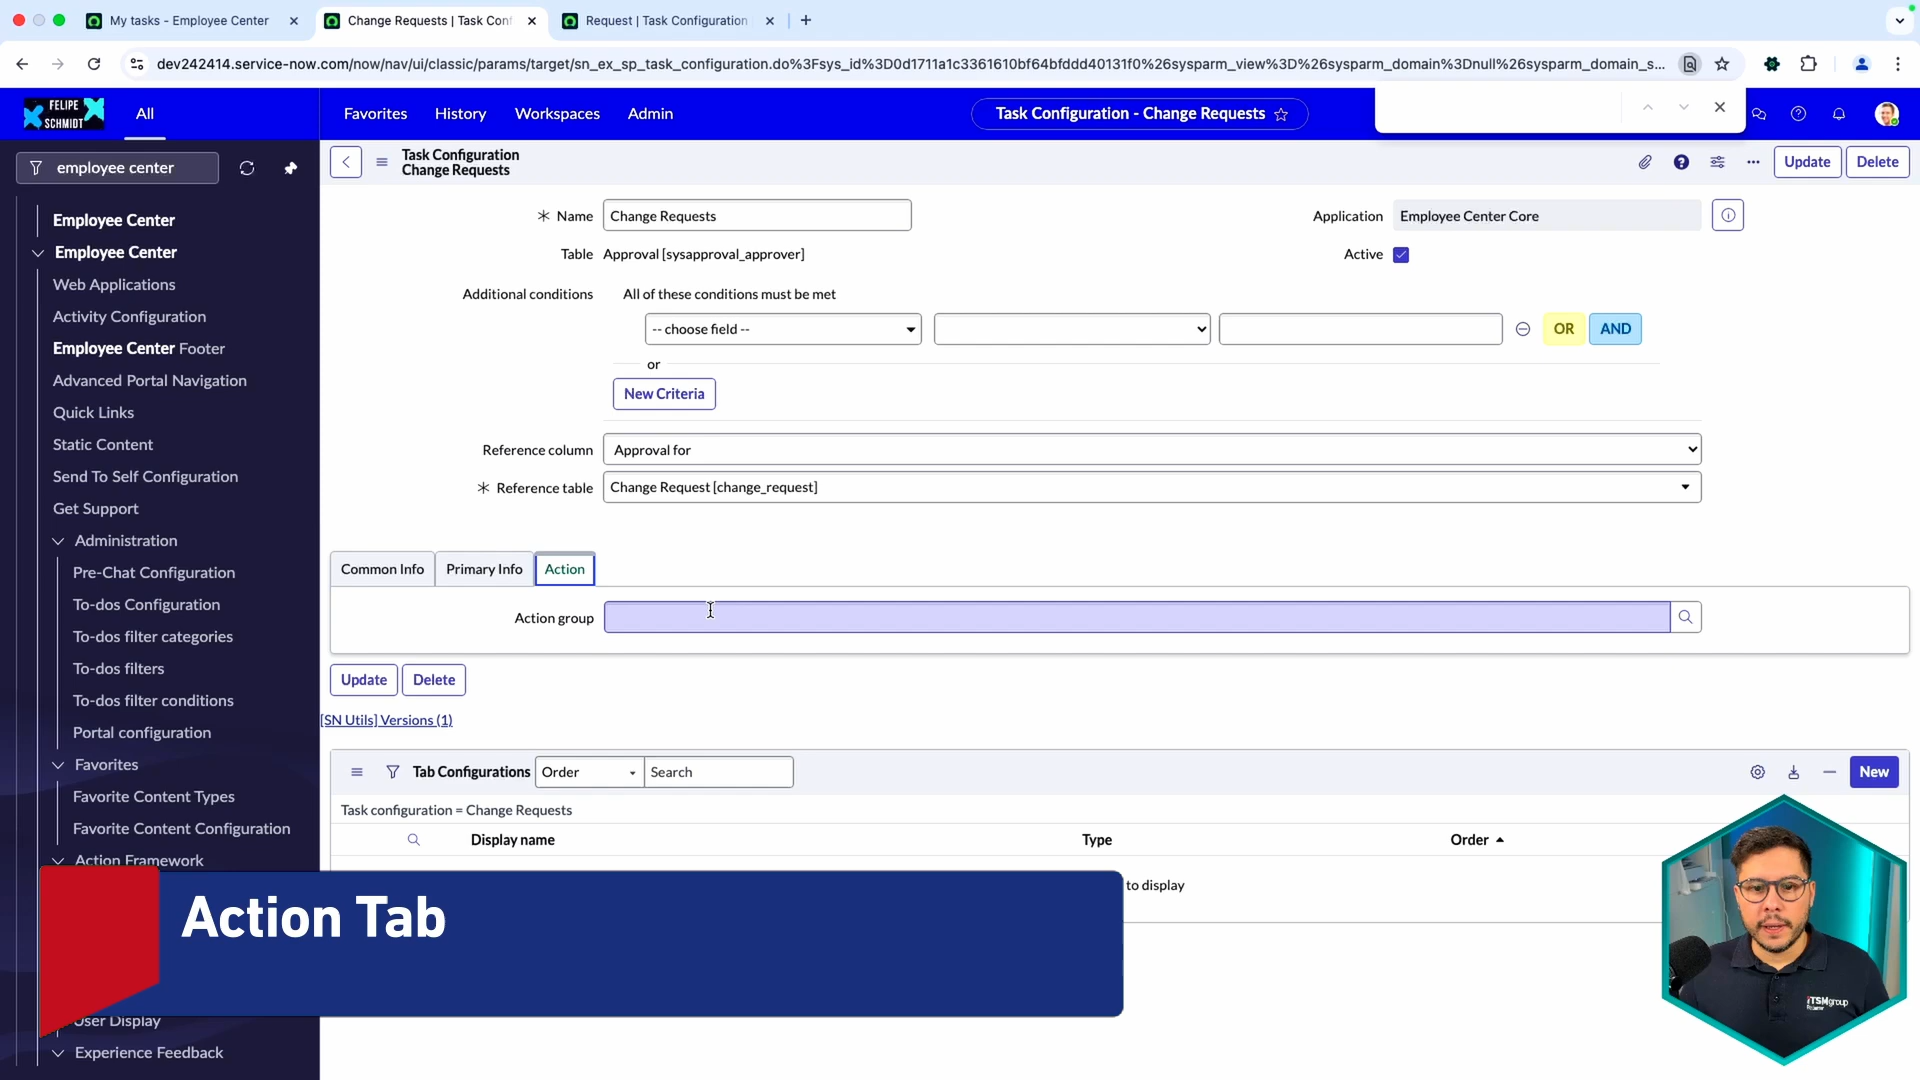 My tasks - Employee Center
Change Requests | Task Conf
Request | Task Configuration
dev242414.service-now.com/now/nav/ui/classic/params/target/sn_ex_sp_task_configuration.do%3Fsys_id%3D0d1711a1c3361610bf64bfddd40131f0%26sysparm_view%3D%26sysparm_domain%3Dnull%26sysparm_domain_s...
FELIPE
SCHMIDT
All
Favorites
History
Workspaces
Admin
Task Configuration - Change Requests
employee center
Employee Center
Employee Center
Web Applications
Activity Configuration
Employee Center Footer
Advanced Portal Navigation
Quick Links
Static Content
Send To Self Configuration
Get Support
Administration
Pre-Chat Configuration
To-dos Configuration
To-dos filter categories
To-dos filters
To-dos filter conditions
Portal configuration
Favorites
Favorite Content Types
Favorite Content Configuration
Action Framework
User Display
Experience Feedback
Task Configuration
Change Requests
Update
Delete
Name
Change Requests
Application
Employee Center Core
Table
Approval [sysapproval_approver]
Active
Additional conditions
All of these conditions must be met
-- choose field --
OR
AND
or
New Criteria
Reference column
Approval for
Reference table
Change Request [change_request]
Common Info
Primary Info
Action
Action group
Update
Delete
[SN Utils] Versions (1)
Tab Configurations
Order
Search
New
Task configuration = Change Requests
Display name
Type
Order
to display
Action Tab
iTSMgroup